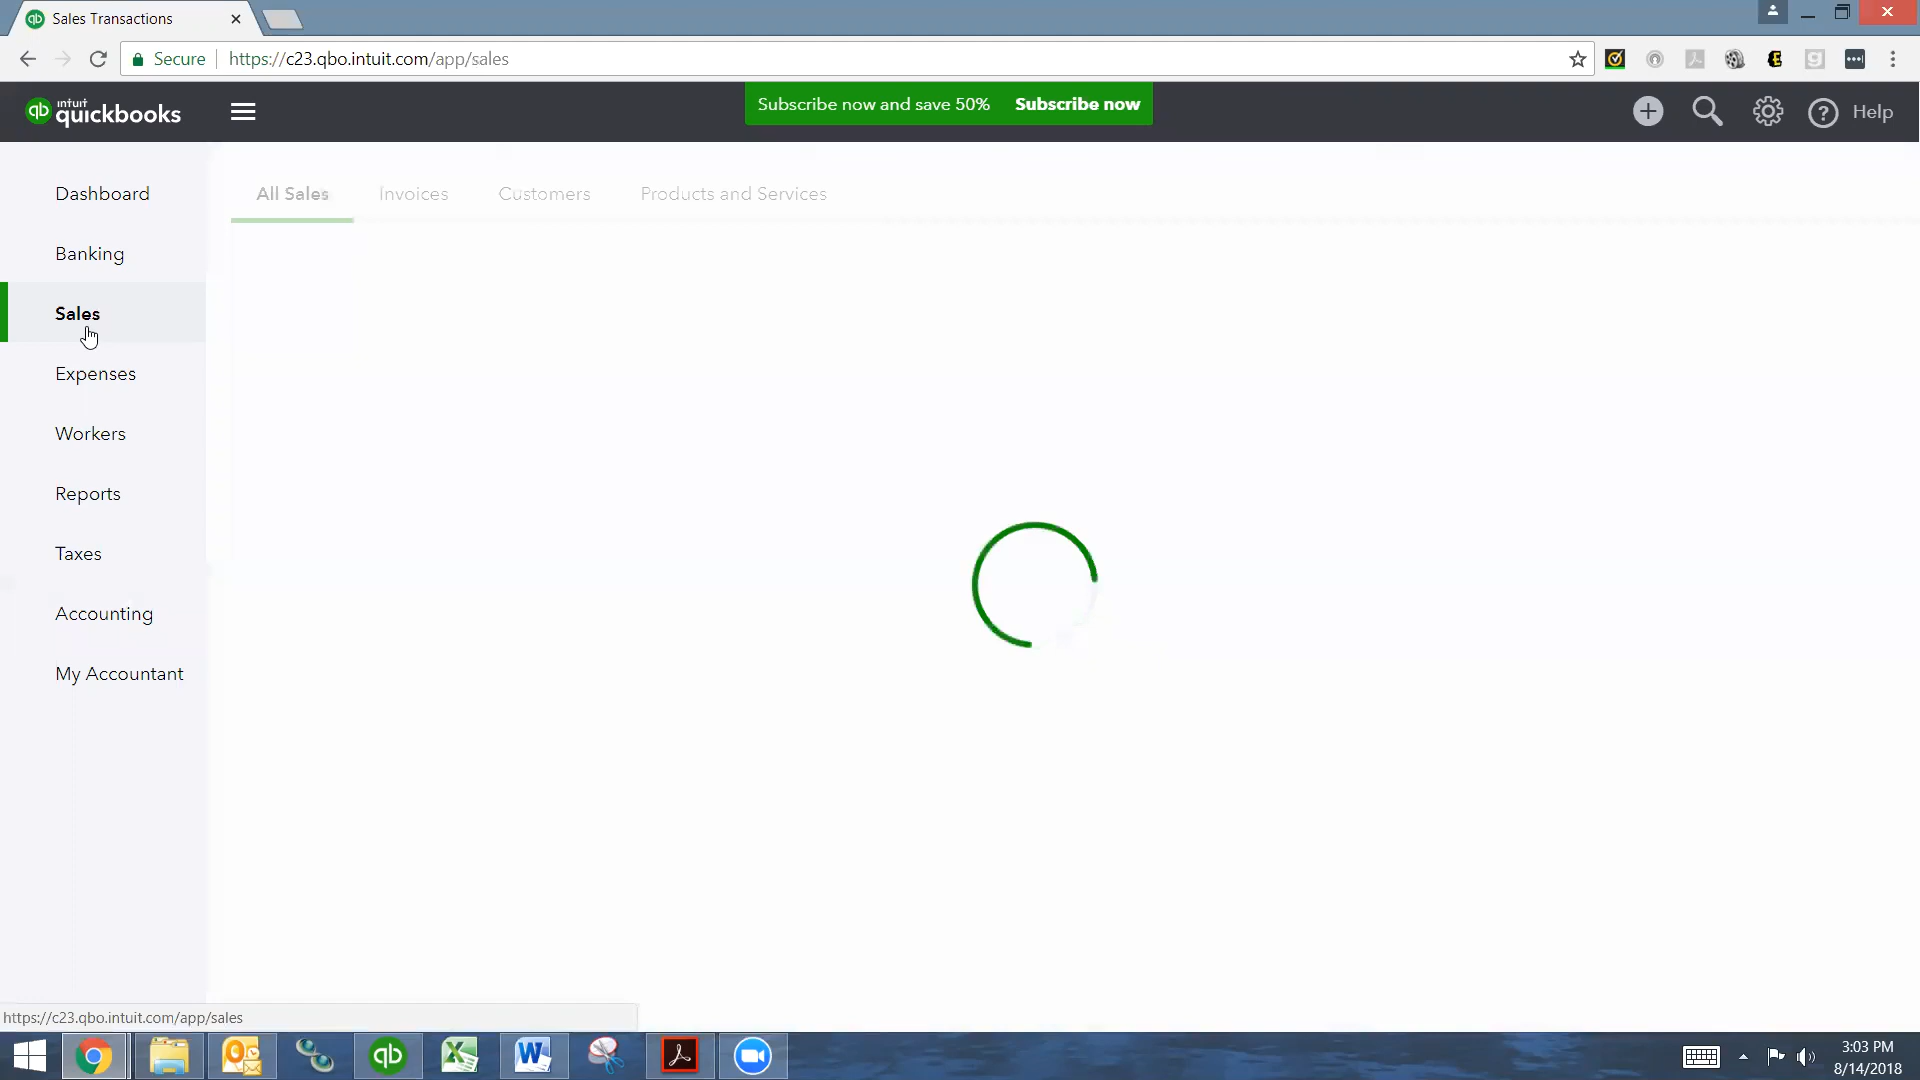 Sales Transactions
Secure https://c23.qbo.intuit.com/app/sales
intuit
quickbooks
Subscribe now and save 50% Subscribe now
Help
Dashboard
Banking
Sales
Expenses
Workers
Reports
Taxes
Accounting
My Accountant
All Sales Invoices Customers Products and Services
https://c23.qbo.intuit.com/app/sales
3:03 PM
8/14/2018